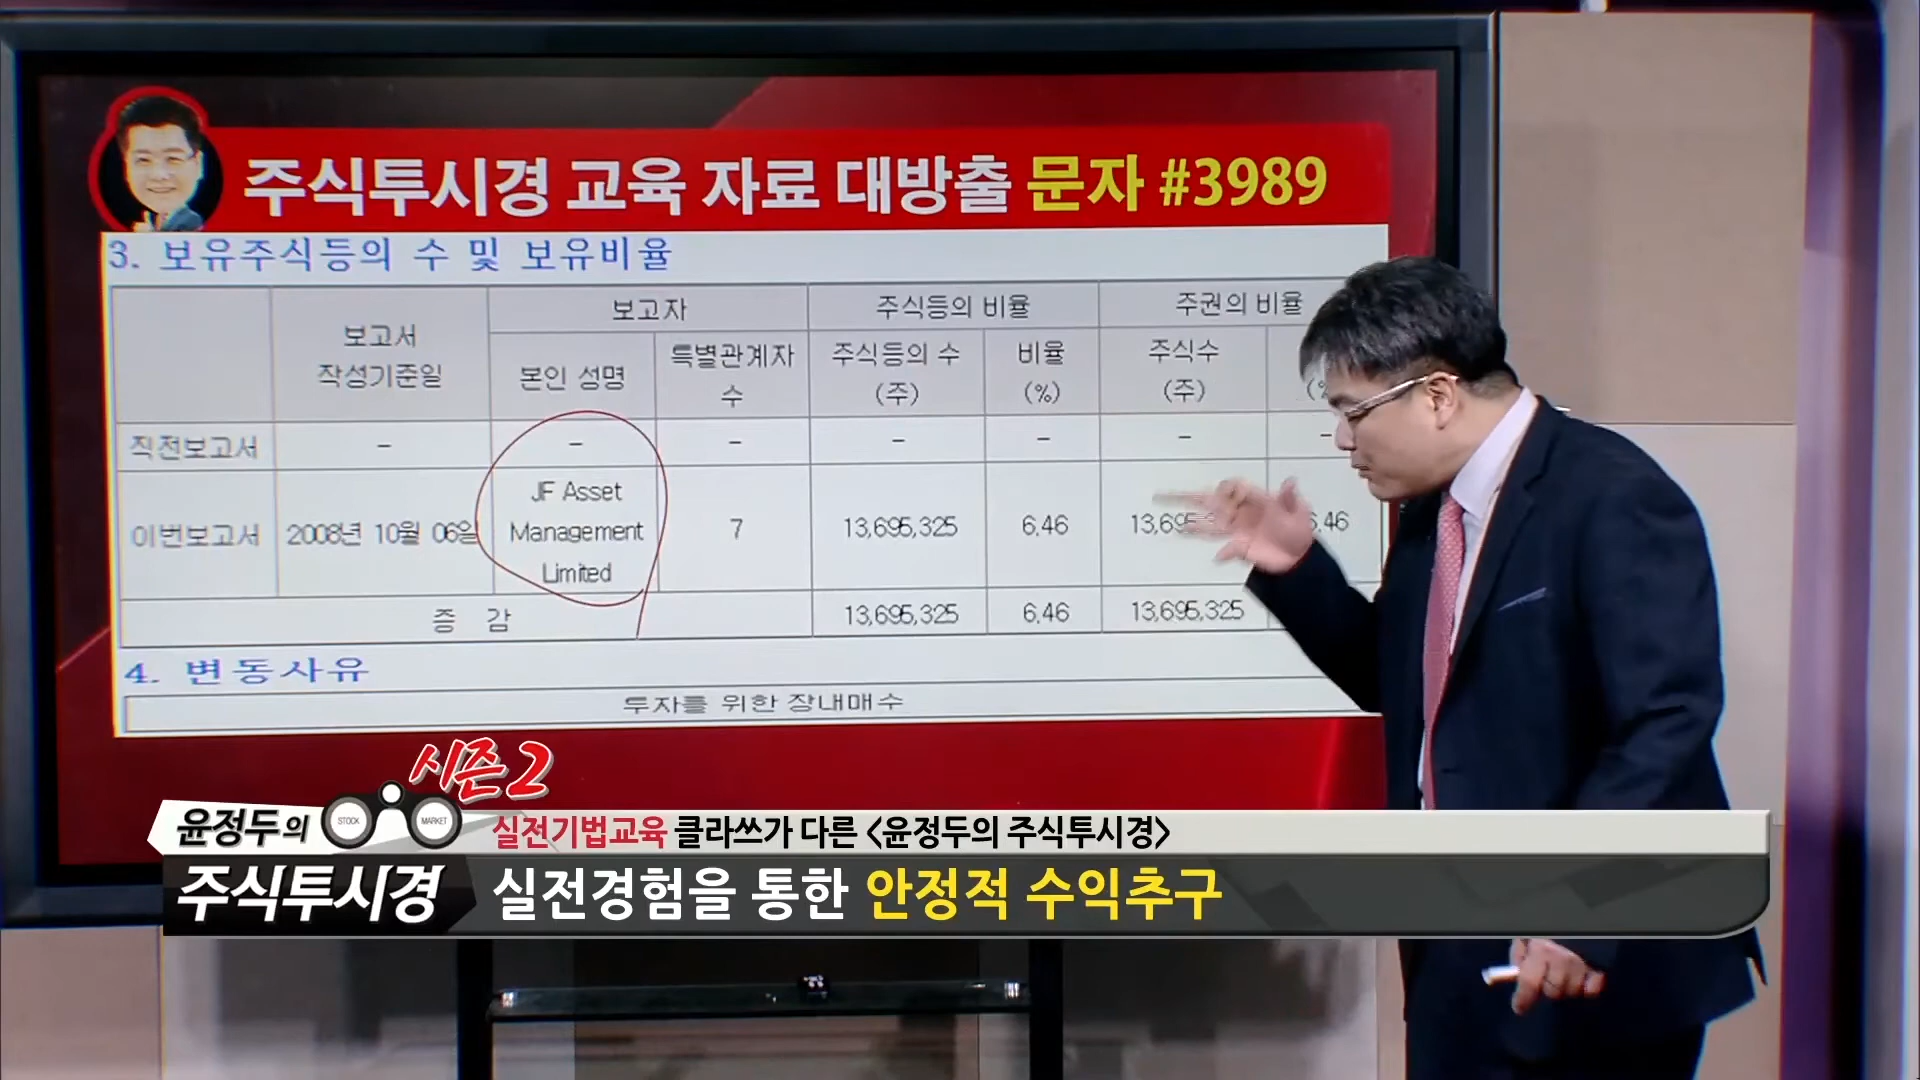 주식투시경 교육 자료 대방출 문자 #3989
3. 보유주식등의 수 및 보유비율
보고서 작성기준일 보고자 주식등의 비율 주권의 비율
본인 성명 특별관계자 수 주식등의 수 (주) 비율 (%) 주식수 (주)
직전보고서 - - - - - - -
이번보고서 2008년 10월 06일 JF Asset Management Limited 7 13,695,325 6.46
증 감 13,695,325 6.46 13,695,325
4. 변동사유
투자를 위한 장내매수
시즌2
윤정두의 STOCK MARKET
주식투시경
실전기법교육 클라쓰가 다른 <윤정두의 주식투시경>
실전경험을 통한 안정적 수익추구